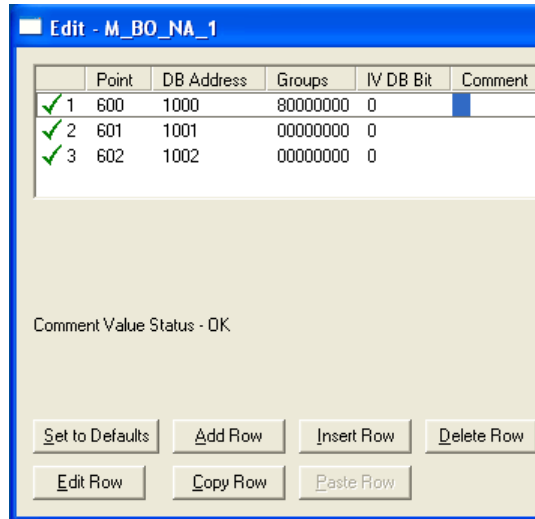 Edit - M_BO_NA_1
Point DB Address Groups IV DB Bit Comment
1 600 1000 80000000 0
2 601 1001 00000000 0
3 602 1002 00000000 0
Comment Value Status - OK
Set to Defaults Add Row Insert Row Delete Row
Edit Row Copy Row Paste Row